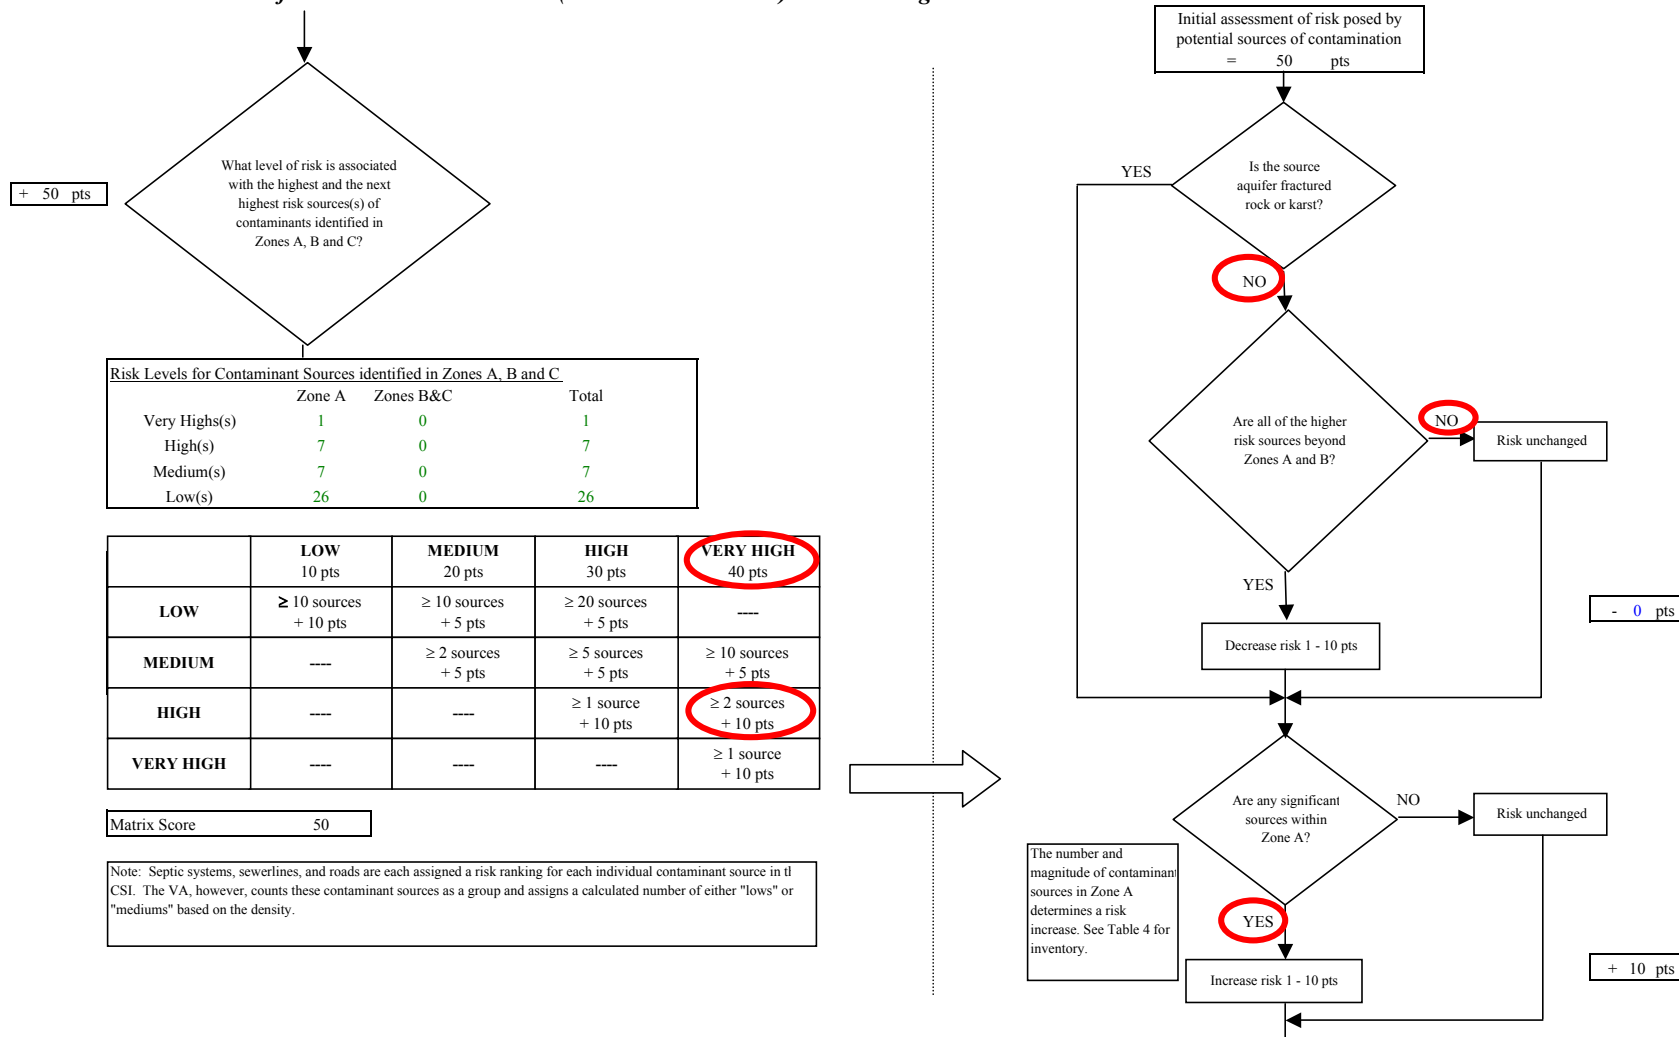 Initial assessment of risk posed by
potential sources of contamination
= 50 pts
What level of risk is associated
with the highest and the next
highest risk sources(s) of
contaminants identified in
Zones A, B and C?
+ 50 pts
Risk Levels for Contaminant Sources identified in Zones A, B and C
Zone A Zones B&C Total
Very Highs(s) 1 0 1
High(s) 7 0 7
Medium(s) 7 0 7
Low(s) 26 0 26
LOW MEDIUM HIGH VERY HIGH
10 pts 20 pts 30 pts 40 pts
LOW ≥ 10 sources ≥ 10 sources ≥ 20 sources ----
+ 10 pts + 5 pts + 5 pts
MEDIUM ---- ≥ 2 sources ≥ 5 sources ≥ 10 sources
+ 5 pts + 5 pts + 5 pts
HIGH ---- ---- ≥ 1 source ≥ 2 sources
+ 10 pts + 10 pts
VERY HIGH ---- ---- ---- ≥ 1 source
+ 10 pts
Matrix Score 50
Note: Septic systems, sewerlines, and roads are each assigned a risk ranking for each individual contaminant source in tl
CSI. The VA, however, counts these contaminant sources as a group and assigns a calculated number of either "lows" or
"mediums" based on the density.
Is the source
aquifer fractured
rock or karst?
YES
NO
Are all of the higher
risk sources beyond
Zones A and B?
NO
Risk unchanged
YES
Decrease risk 1 - 10 pts
- 0 pts
Are any significant
sources within
Zone A?
NO
Risk unchanged
The number and
magnitude of contaminant
sources in Zone A
determines a risk
increase. See Table 4 for
inventory.
YES
Increase risk 1 - 10 pts
+ 10 pts